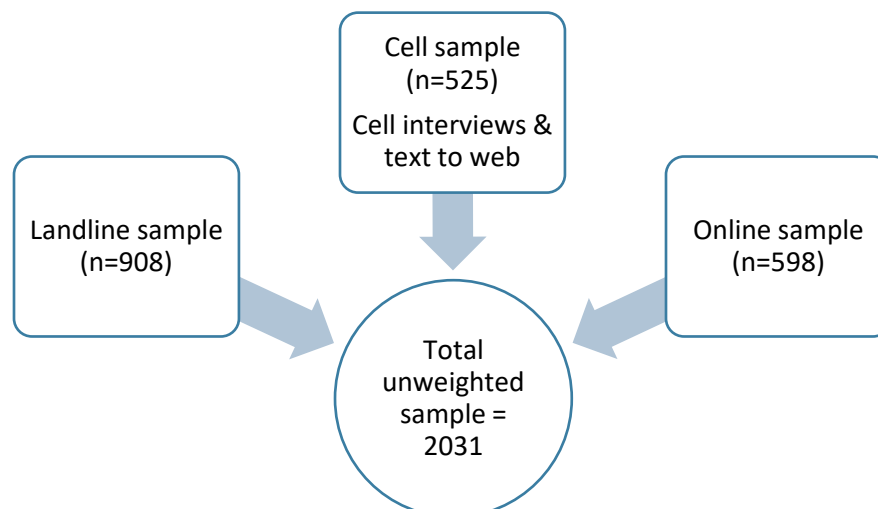 Cell sample
(n=525)
Cell interviews &
text to web
Landline sample
(n=908)
Online sample
(n=598)
Total
unweighted
sample =
2031